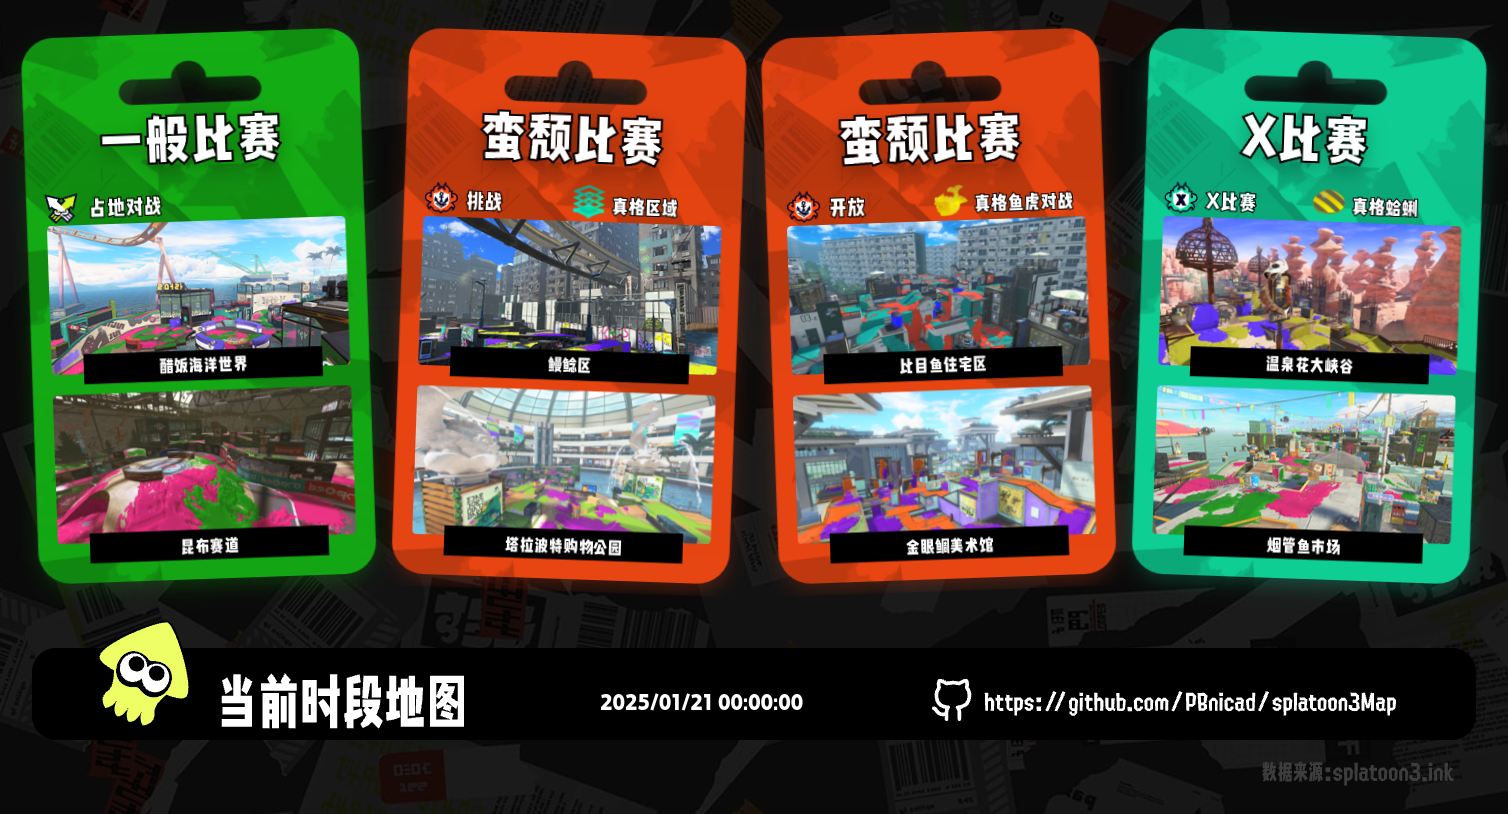 一般比赛
占地对战
醋饭海洋世界
昆布赛道
蛮颓比赛
挑战
真格区域
鳗鲶区
塔拉波特购物公园
蛮颓比赛
开放
真格鱼虎对战
比目鱼住宅区
金眼鲷美术馆
X比赛
X比赛
真格蛤蜊
温泉花大峡谷
烟管鱼市场
当前时段地图
2025/01/21 00:00:00
https://github.com/PBnicad/splatoon3Map
数据来源:splatoon3.ink